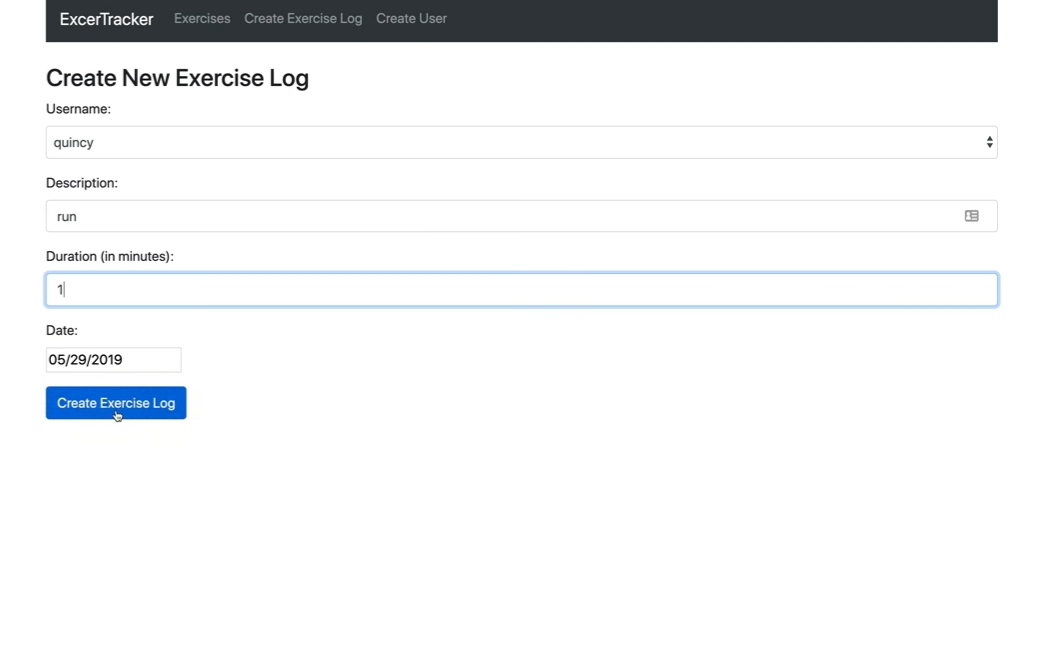 ExcerTracker Exercises Create Exercise Log Create User
Create New Exercise Log
Username:
quincy
Description:
run
Duration (in minutes):
1
Date:
05/29/2019
Create Exercise Log